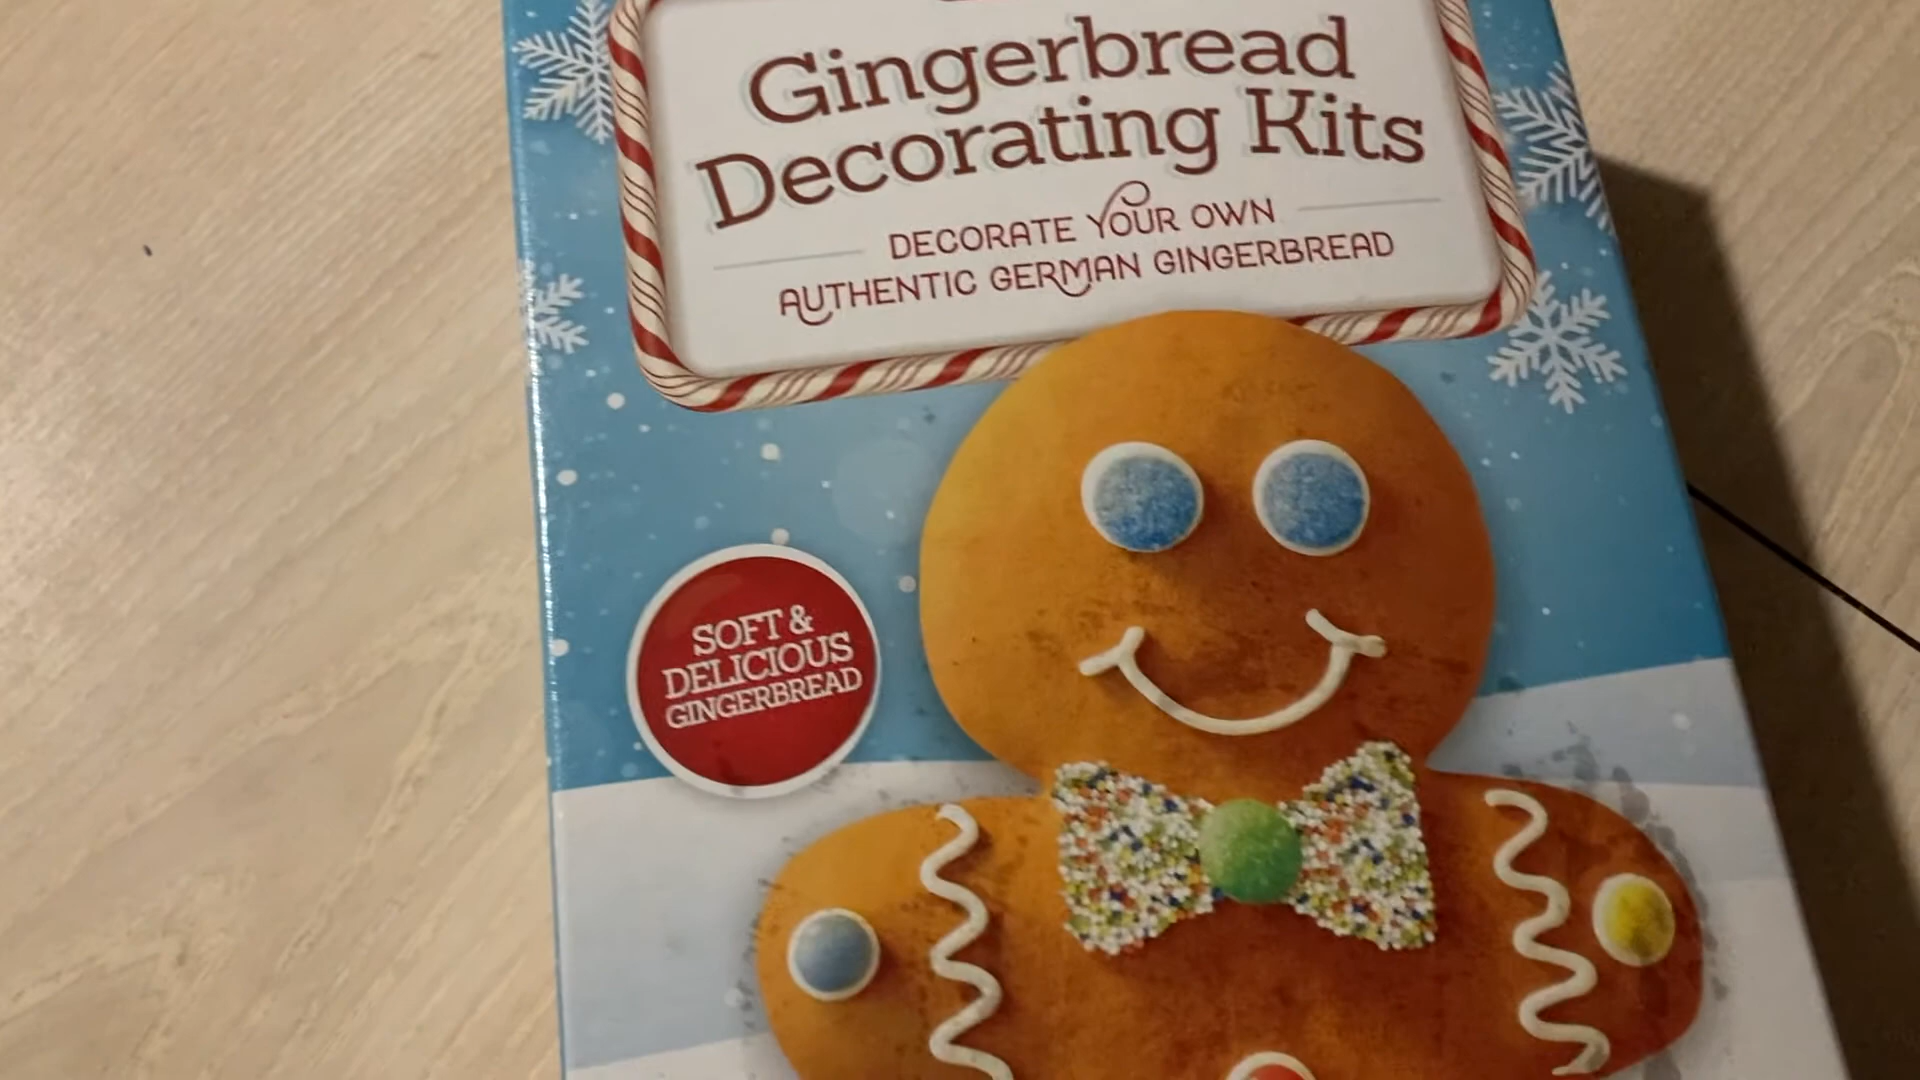 Gingerbread
Decorating Kits
DECORATE YOUR OWN
AUTHENTIC GERMAN GINGERBREAD
SOFT &
DELICIOUS
GINGERBREAD